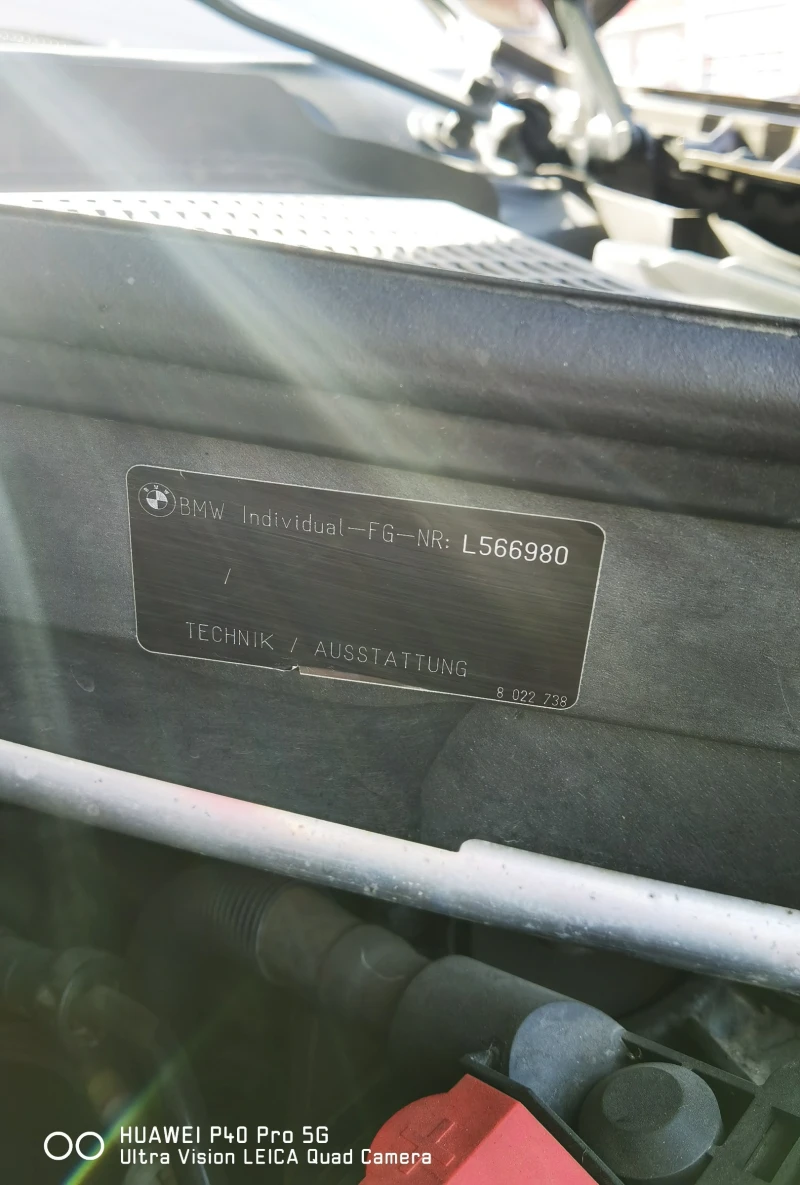 BMW
BMW Individual-FG-NR: L566980
/
TECHNIK / AUSSTATTUNG
8 022 738
+
HUAWEI P40 Pro 5G
Ultra Vision LEICA Quad Camera